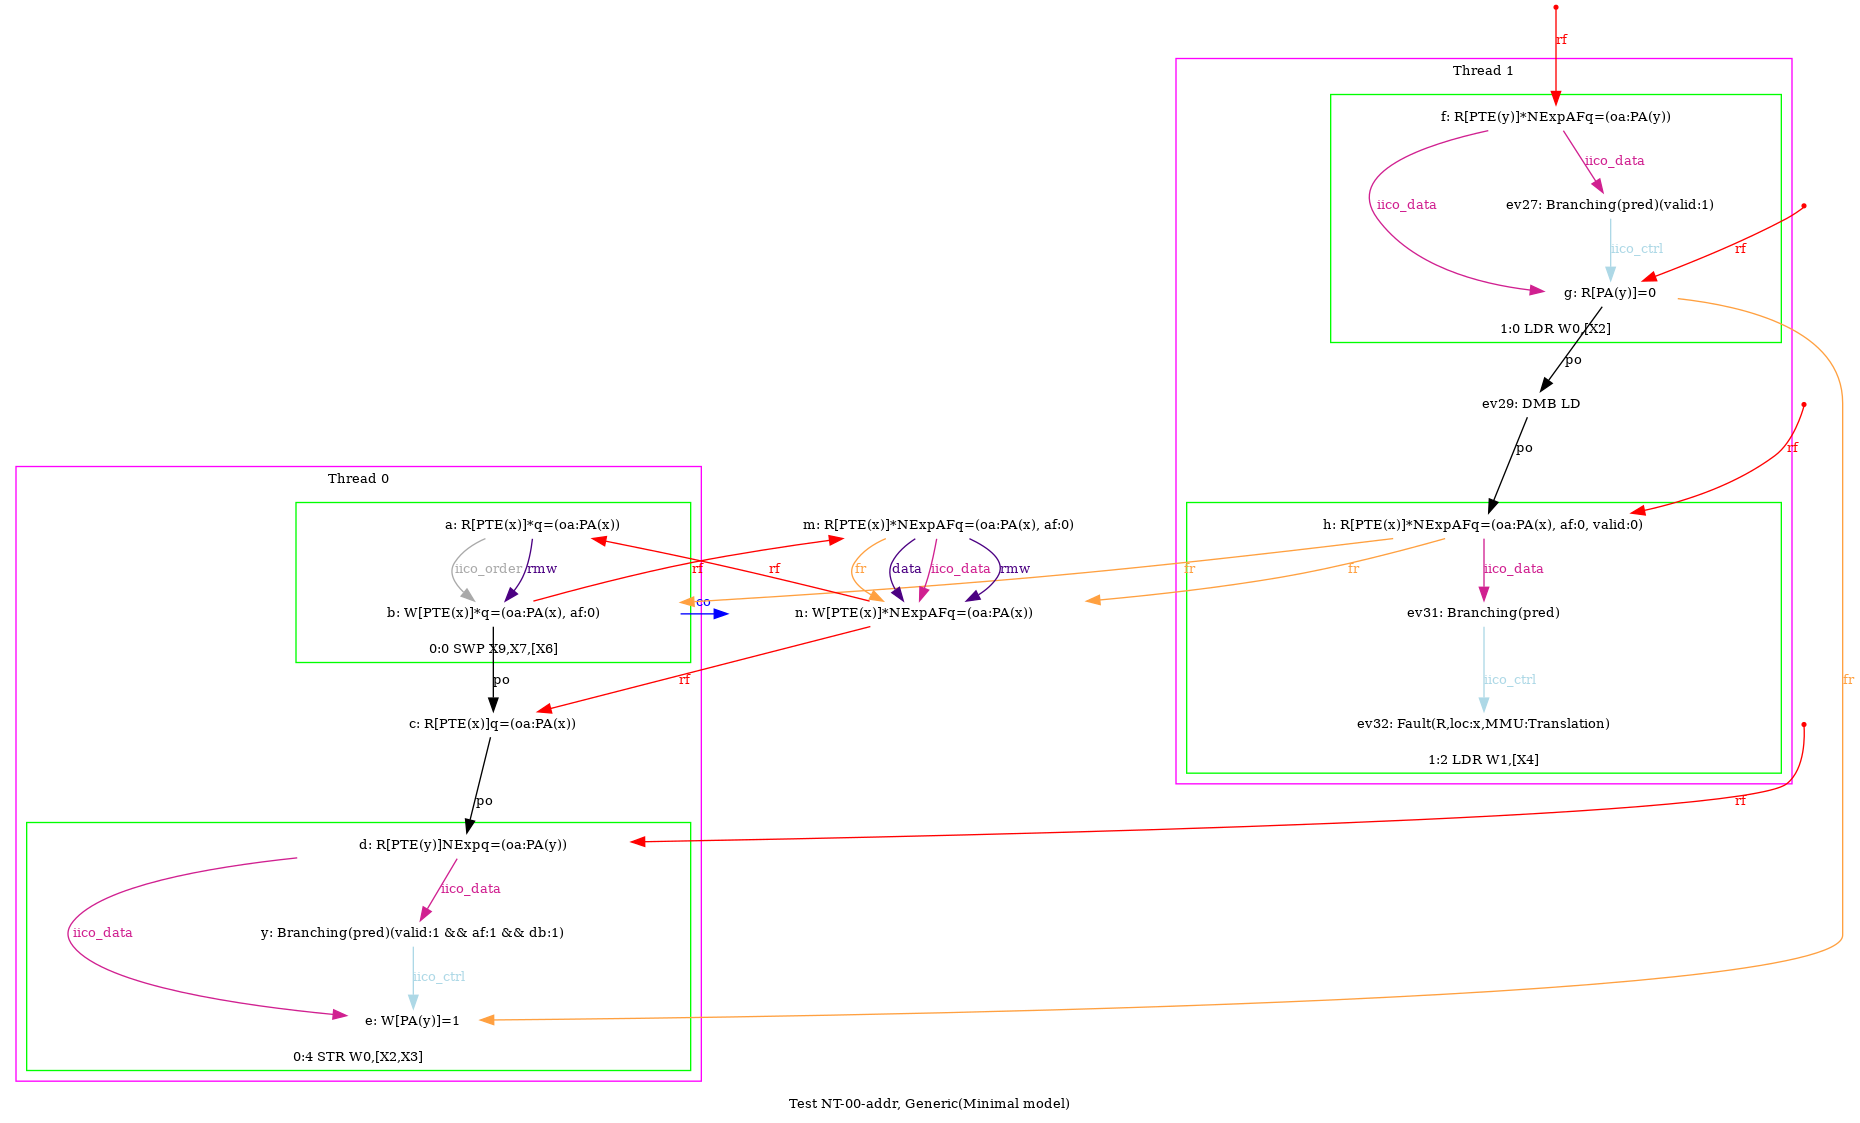 rf
Thread 1
f: R[PTE(y)]*NExpAFq=(oa:PA(y))
iico_data
iico_data
ev27: Branching(pred)(valid:1)
iico_ctrl
rf
g: R[PA(y)]=0
1:0 LDR W0,[X2]
po
ev29: DMB LD
po
rf
Thread 0
a: R[PTE(x)]*q=(oa:PA(x))
m: R[PTE(x)]*NExpAFq=(oa:PA(x), af:0)
h: R[PTE(x)]*NExpAFq=(oa:PA(x), af:0, valid:0)
iico_order
rmw
rf
rf
fr
data
iico_data
rmw
fr
fr
iico_data
co
b: W[PTE(x)]*q=(oa:PA(x), af:0)
n: W[PTE(x)]*NExpAFq=(oa:PA(x))
ev31: Branching(pred)
0:0 SWP X9,X7,[X6]
po
rf
iico_ctrl
fr
c: R[PTE(x)]q=(oa:PA(x))
ev32: Fault(R,loc:x,MMU:Translation)
1:2 LDR W1,[X4]
po
rf
d: R[PTE(y)]NExpq=(oa:PA(y))
iico_data
iico_data
y: Branching(pred)(valid:1 && af:1 && db:1)
iico_ctrl
e: W[PA(y)]=1
0:4 STR W0,[X2,X3]
Test NT-00-addr, Generic(Minimal model)